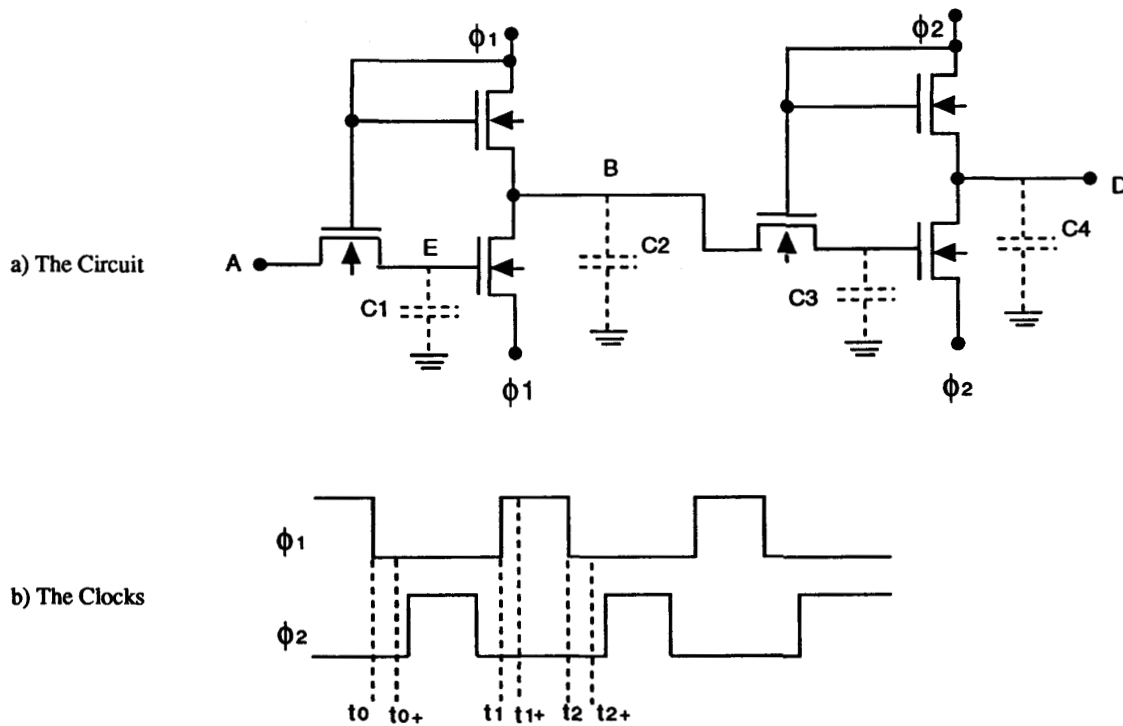 ϕ1
ϕ2
B
D
A
E
C2
C4
a) The Circuit
C1
C3
ϕ1
ϕ2
ϕ1
b) The Clocks
ϕ2
t0 t0+ t1 t1+ t2 t2+